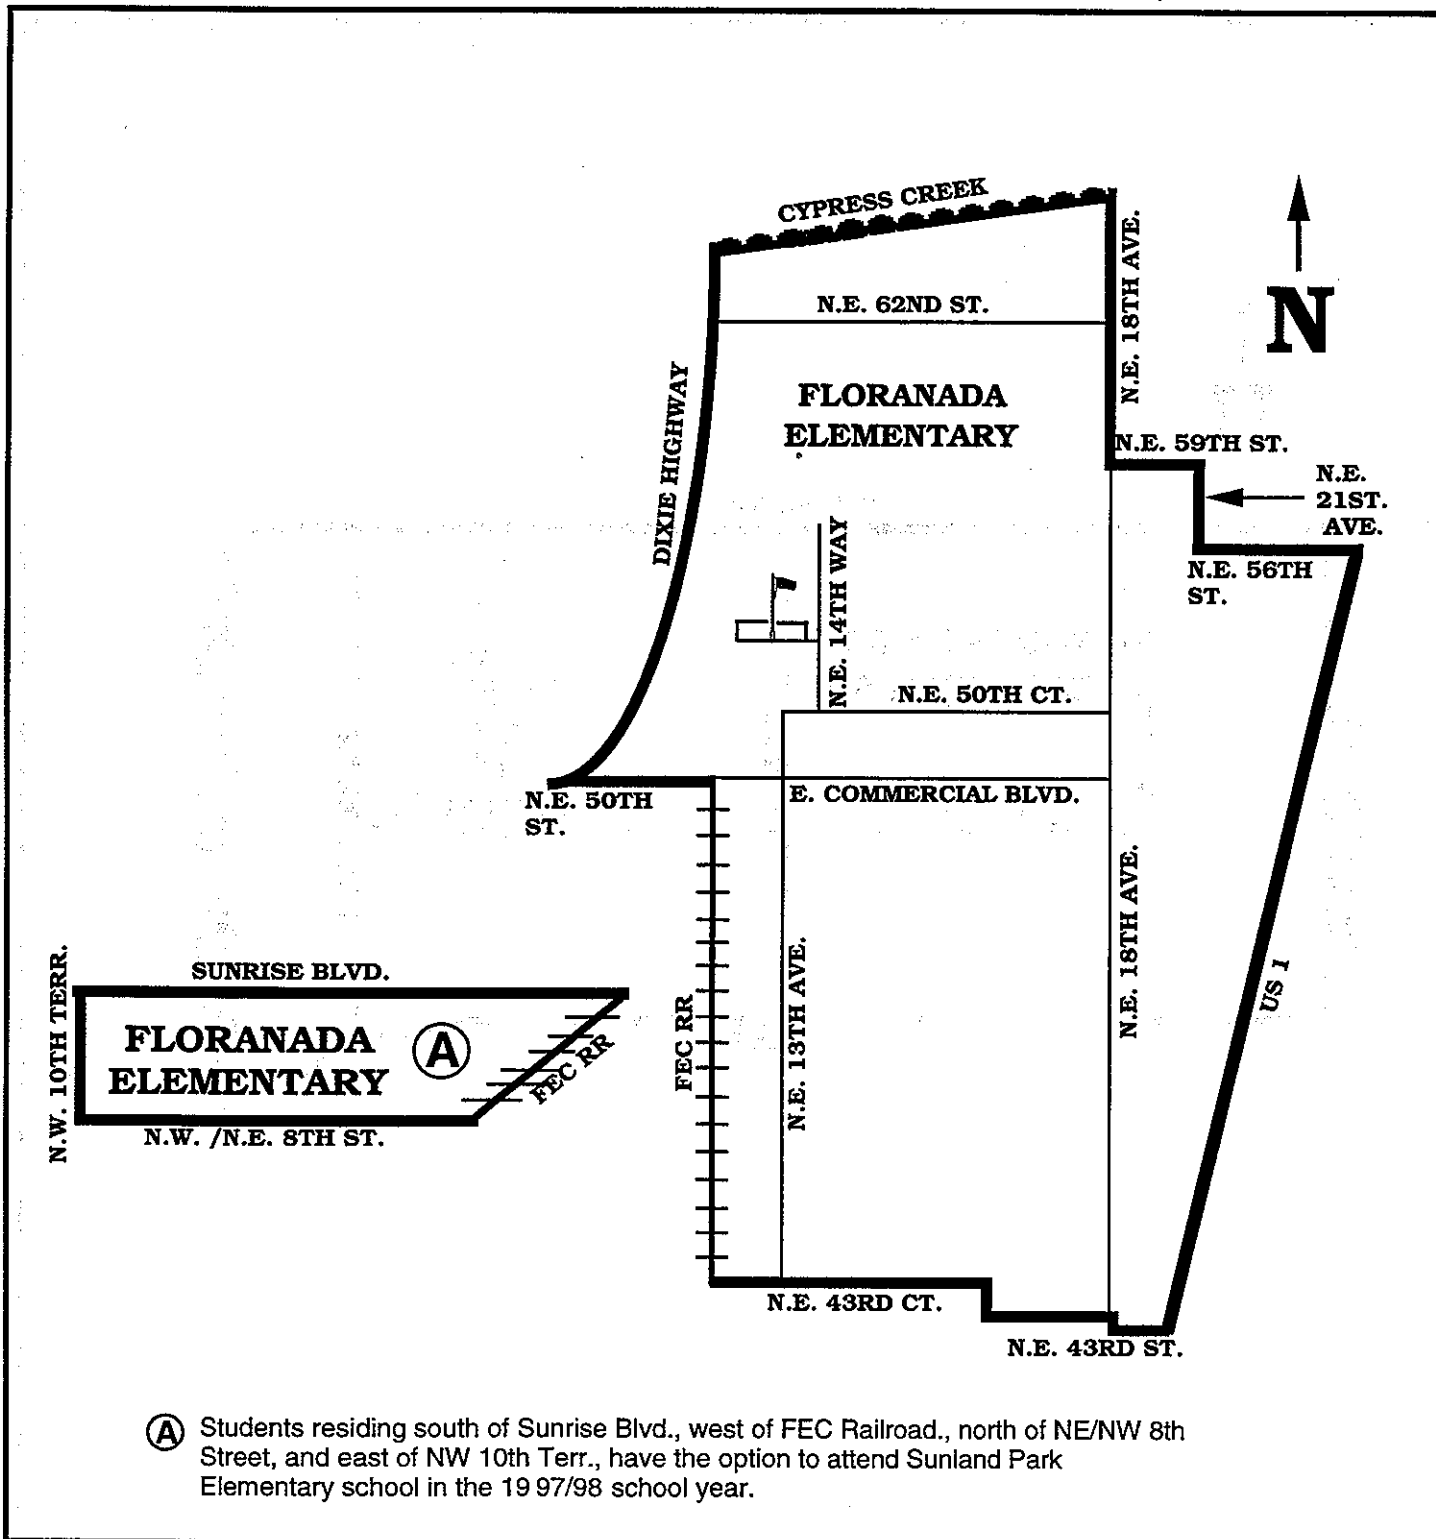 CYPRESS CREEK
N.E. 18TH AVE.
N
N.E. 62ND ST.
DIXIE HIGHWAY
FLORANADA
ELEMENTARY
N.E. 59TH ST.
N.E.
21ST.
AVE.
N.E. 56TH
ST.
N.E. 14TH WAY
N.E. 50TH CT.
N.E. 50TH
ST.
E. COMMERCIAL BLVD.
N.E. 18TH AVE.
N.E. 13TH AVE.
US 1
FEC RR
SUNRISE BLVD.
N.W. 10TH TERR.
FLORANADA
ELEMENTARY
A
FEC RR
N.W. /N.E. 8TH ST.
N.E. 43RD CT.
N.E. 43RD ST.
A Students residing south of Sunrise Blvd., west of FEC Railroad., north of NE/NW 8th
Street, and east of NW 10th Terr., have the option to attend Sunland Park
Elementary school in the 19 97/98 school year.